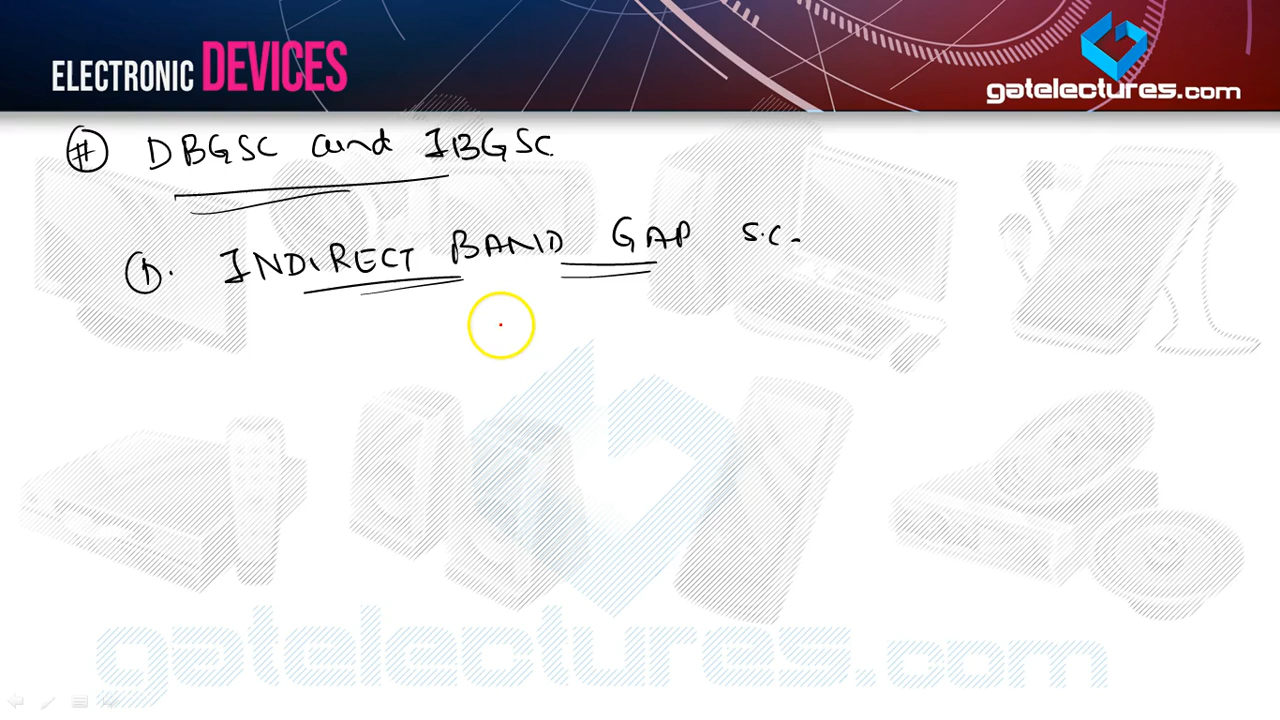 ELECTRONIC DEVICES
gatelectures.com
# DBGSC and IBGSC
1. INDIRECT BAND GAP S.C.
gatelectures.com